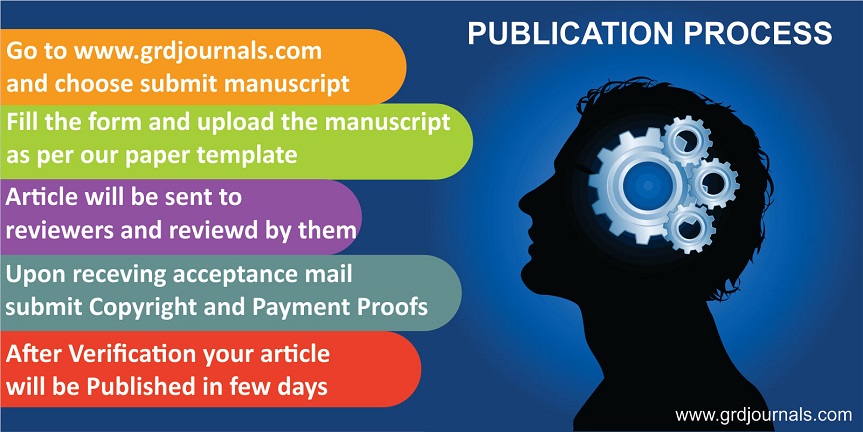 PUBLICATION PROCESS
Go to www.grdjournals.com
and choose submit manuscript
Fill the form and upload the manuscript
as per our paper template
Article will be sent to
reviewers and reviewd by them
Upon receving acceptance mail
submit Copyright and Payment Proofs
After Verification your article
will be Published in few days
www.grdjournals.com